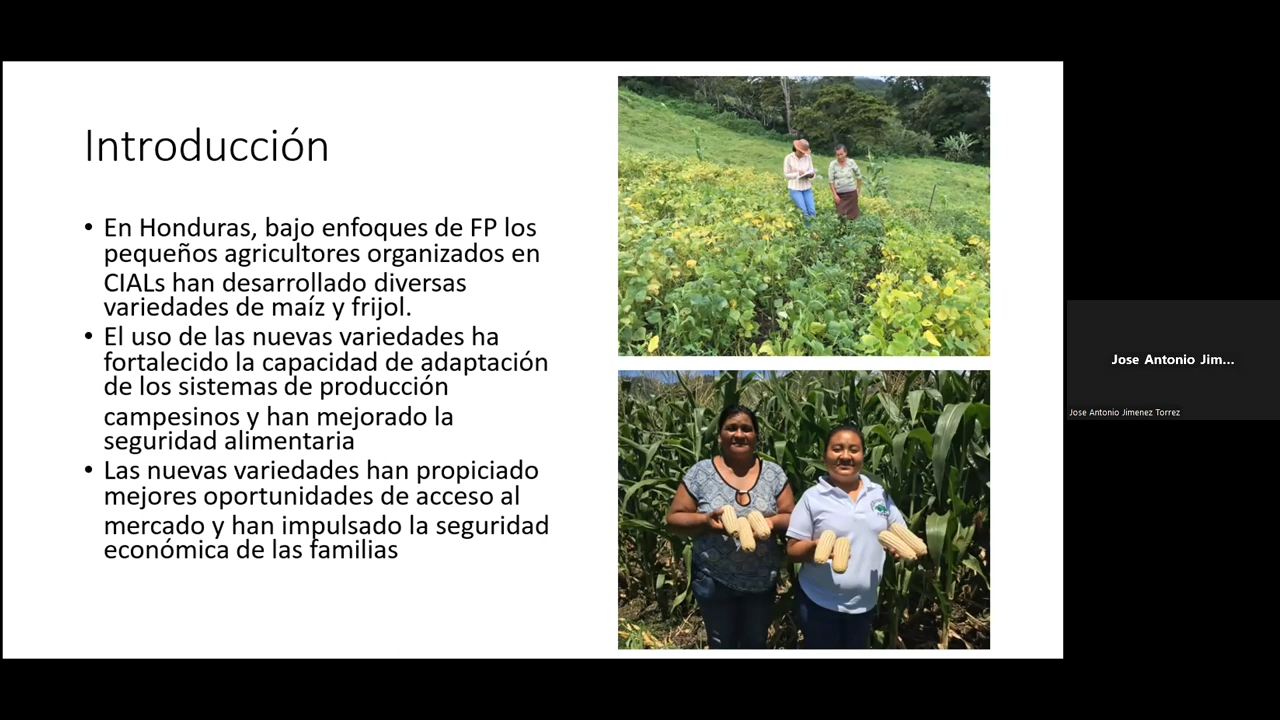 Introducción
• En Honduras, bajo enfoques de FP los
pequeños agricultores organizados en
CIALs han desarrollado diversas
variedades de maíz y frijol.
• El uso de las nuevas variedades ha
fortalecido la capacidad de adaptación
de los sistemas de producción
campesinos y han mejorado la
seguridad alimentaria
• Las nuevas variedades han propiciado
mejores oportunidades de acceso al
mercado y han impulsado la seguridad
económica de las familias
Jose Antonio Jim...
Jose Antonio Jimenez Torrez